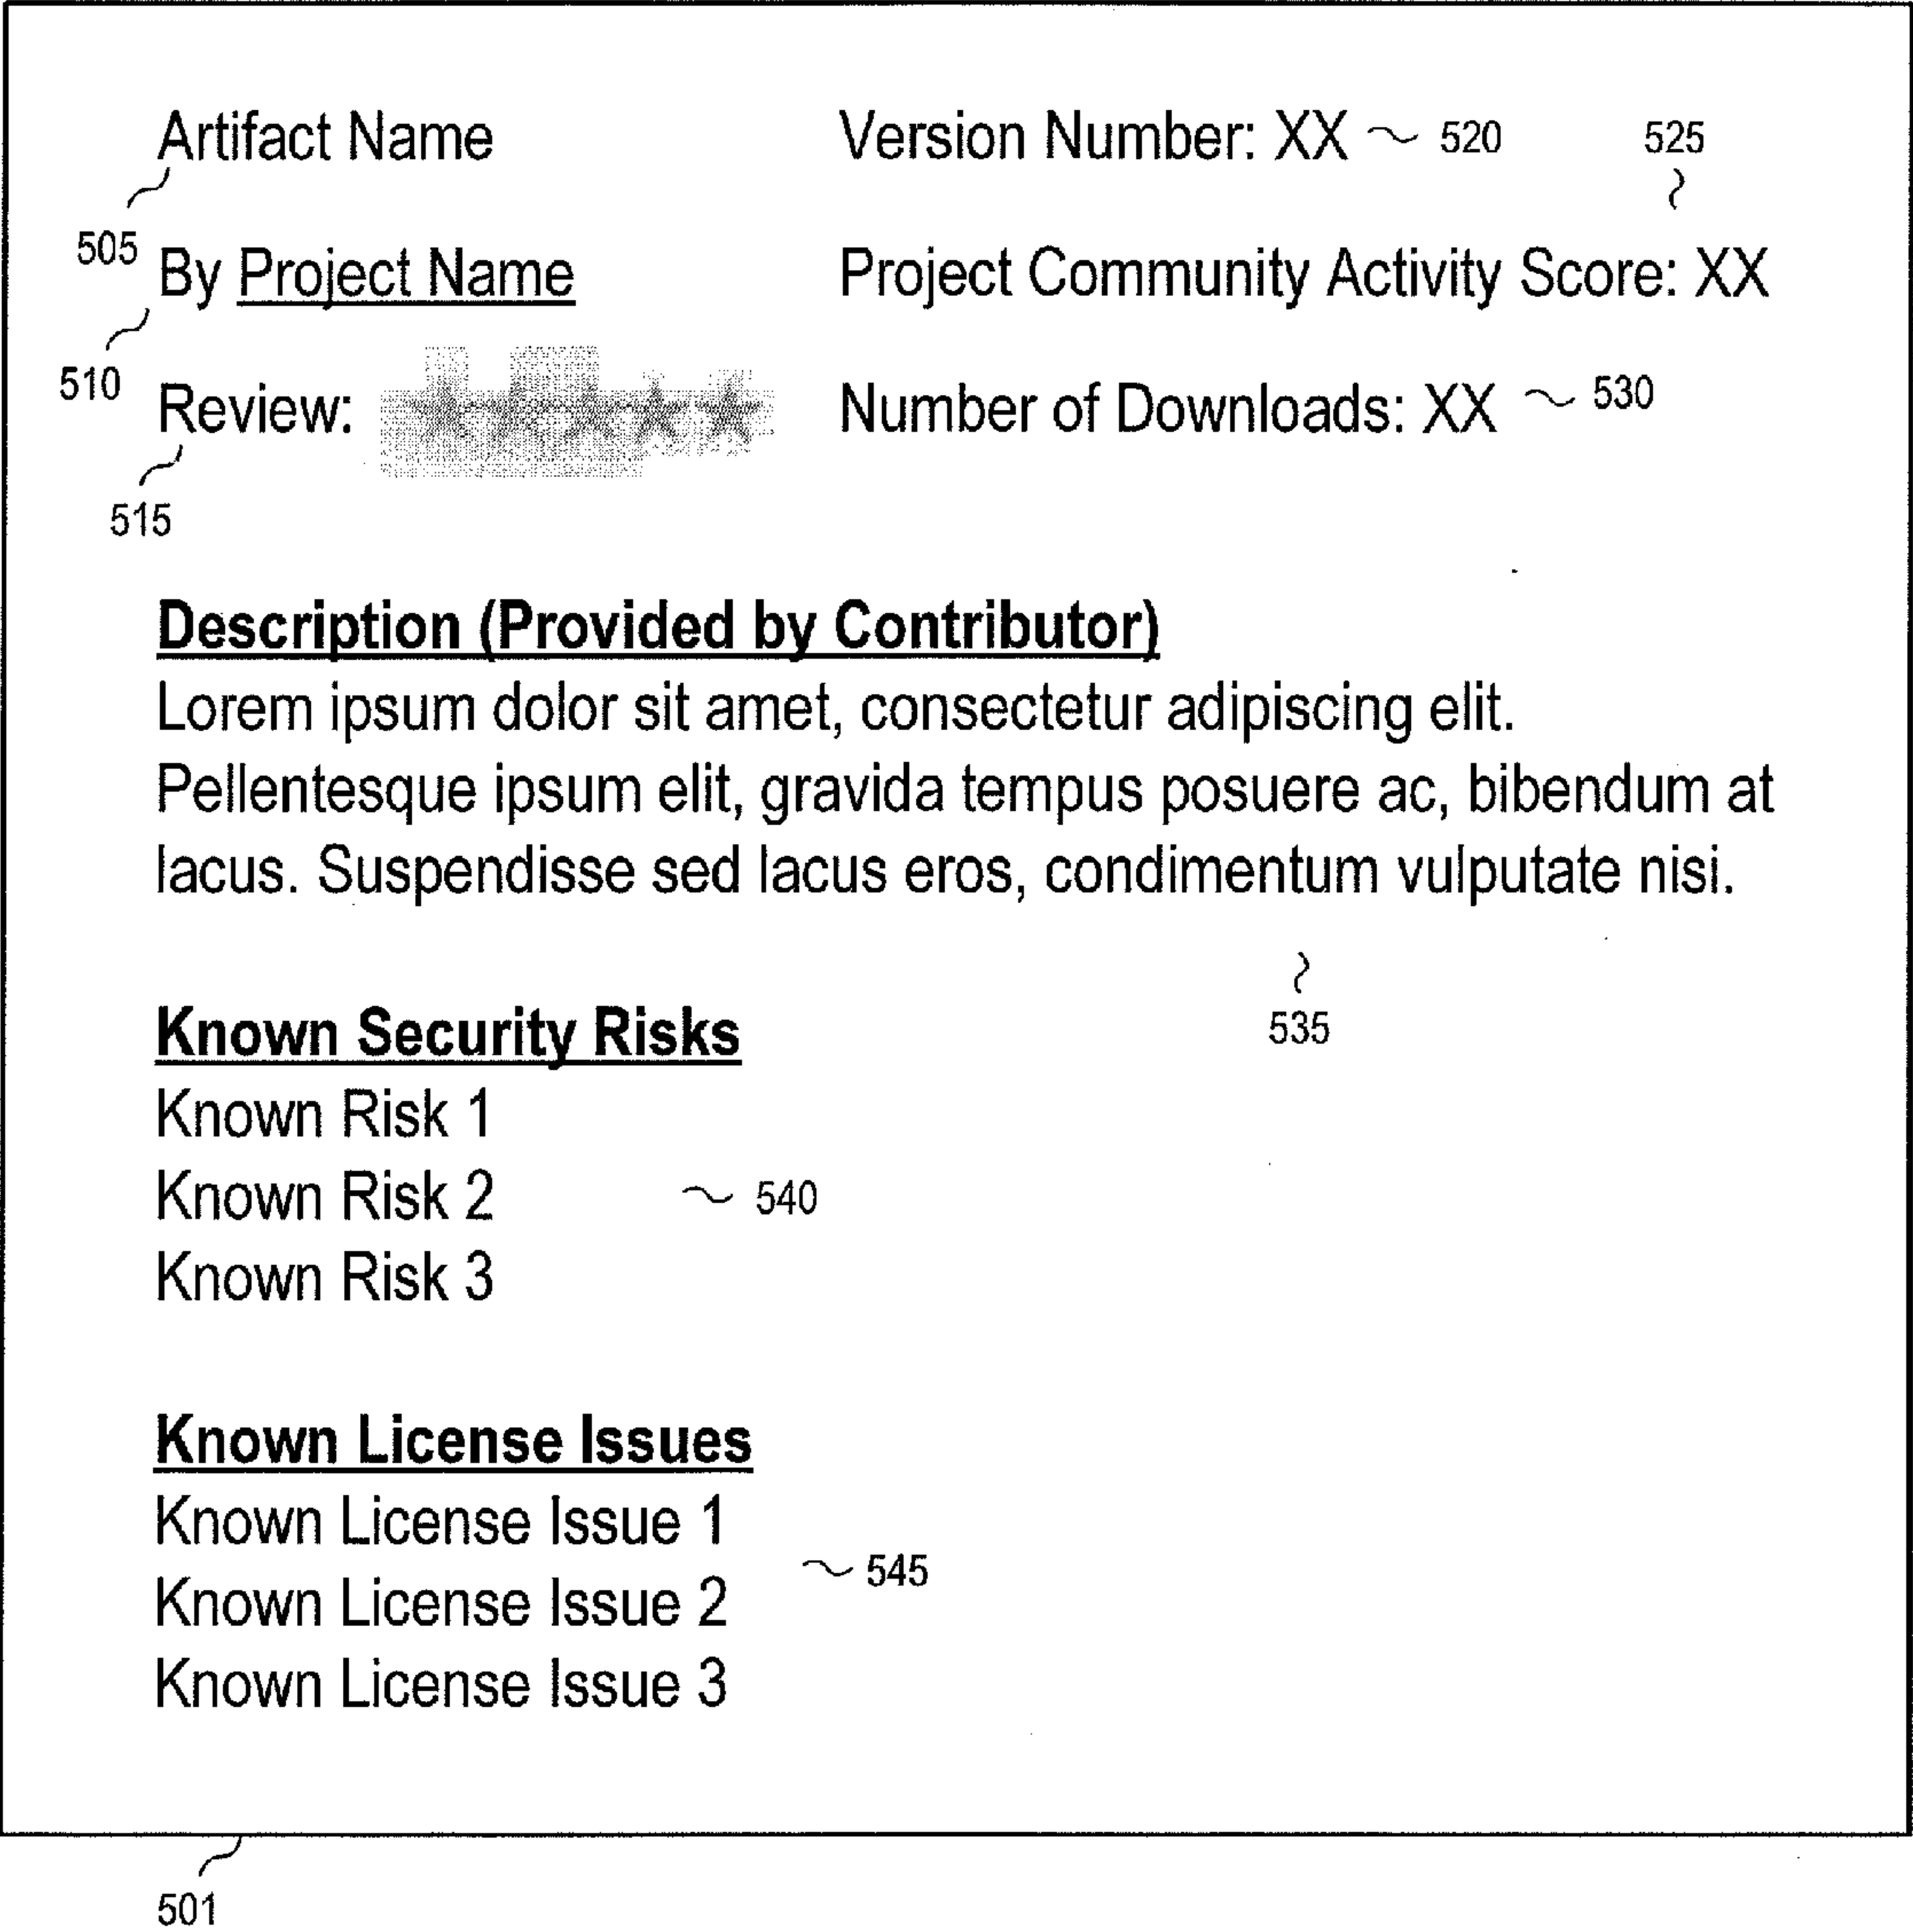 Artifact Name
Version Number: XX 520
525
505
By Project Name
Project Community Activity Score: XX
510
Review:
Number of Downloads: XX 530
515
Description (Provided by Contributor)
Lorem ipsum dolor sit amet, consectetur adipiscing elit.
Pellentesque ipsum elit, gravida tempus posuere ac, bibendum at
lacus. Suspendisse sed lacus eros, condimentum vulputate nisi.
535
Known Security Risks
Known Risk 1
Known Risk 2
540
Known Risk 3
Known License Issues
Known License Issue 1
545
Known License Issue 2
Known License Issue 3
501